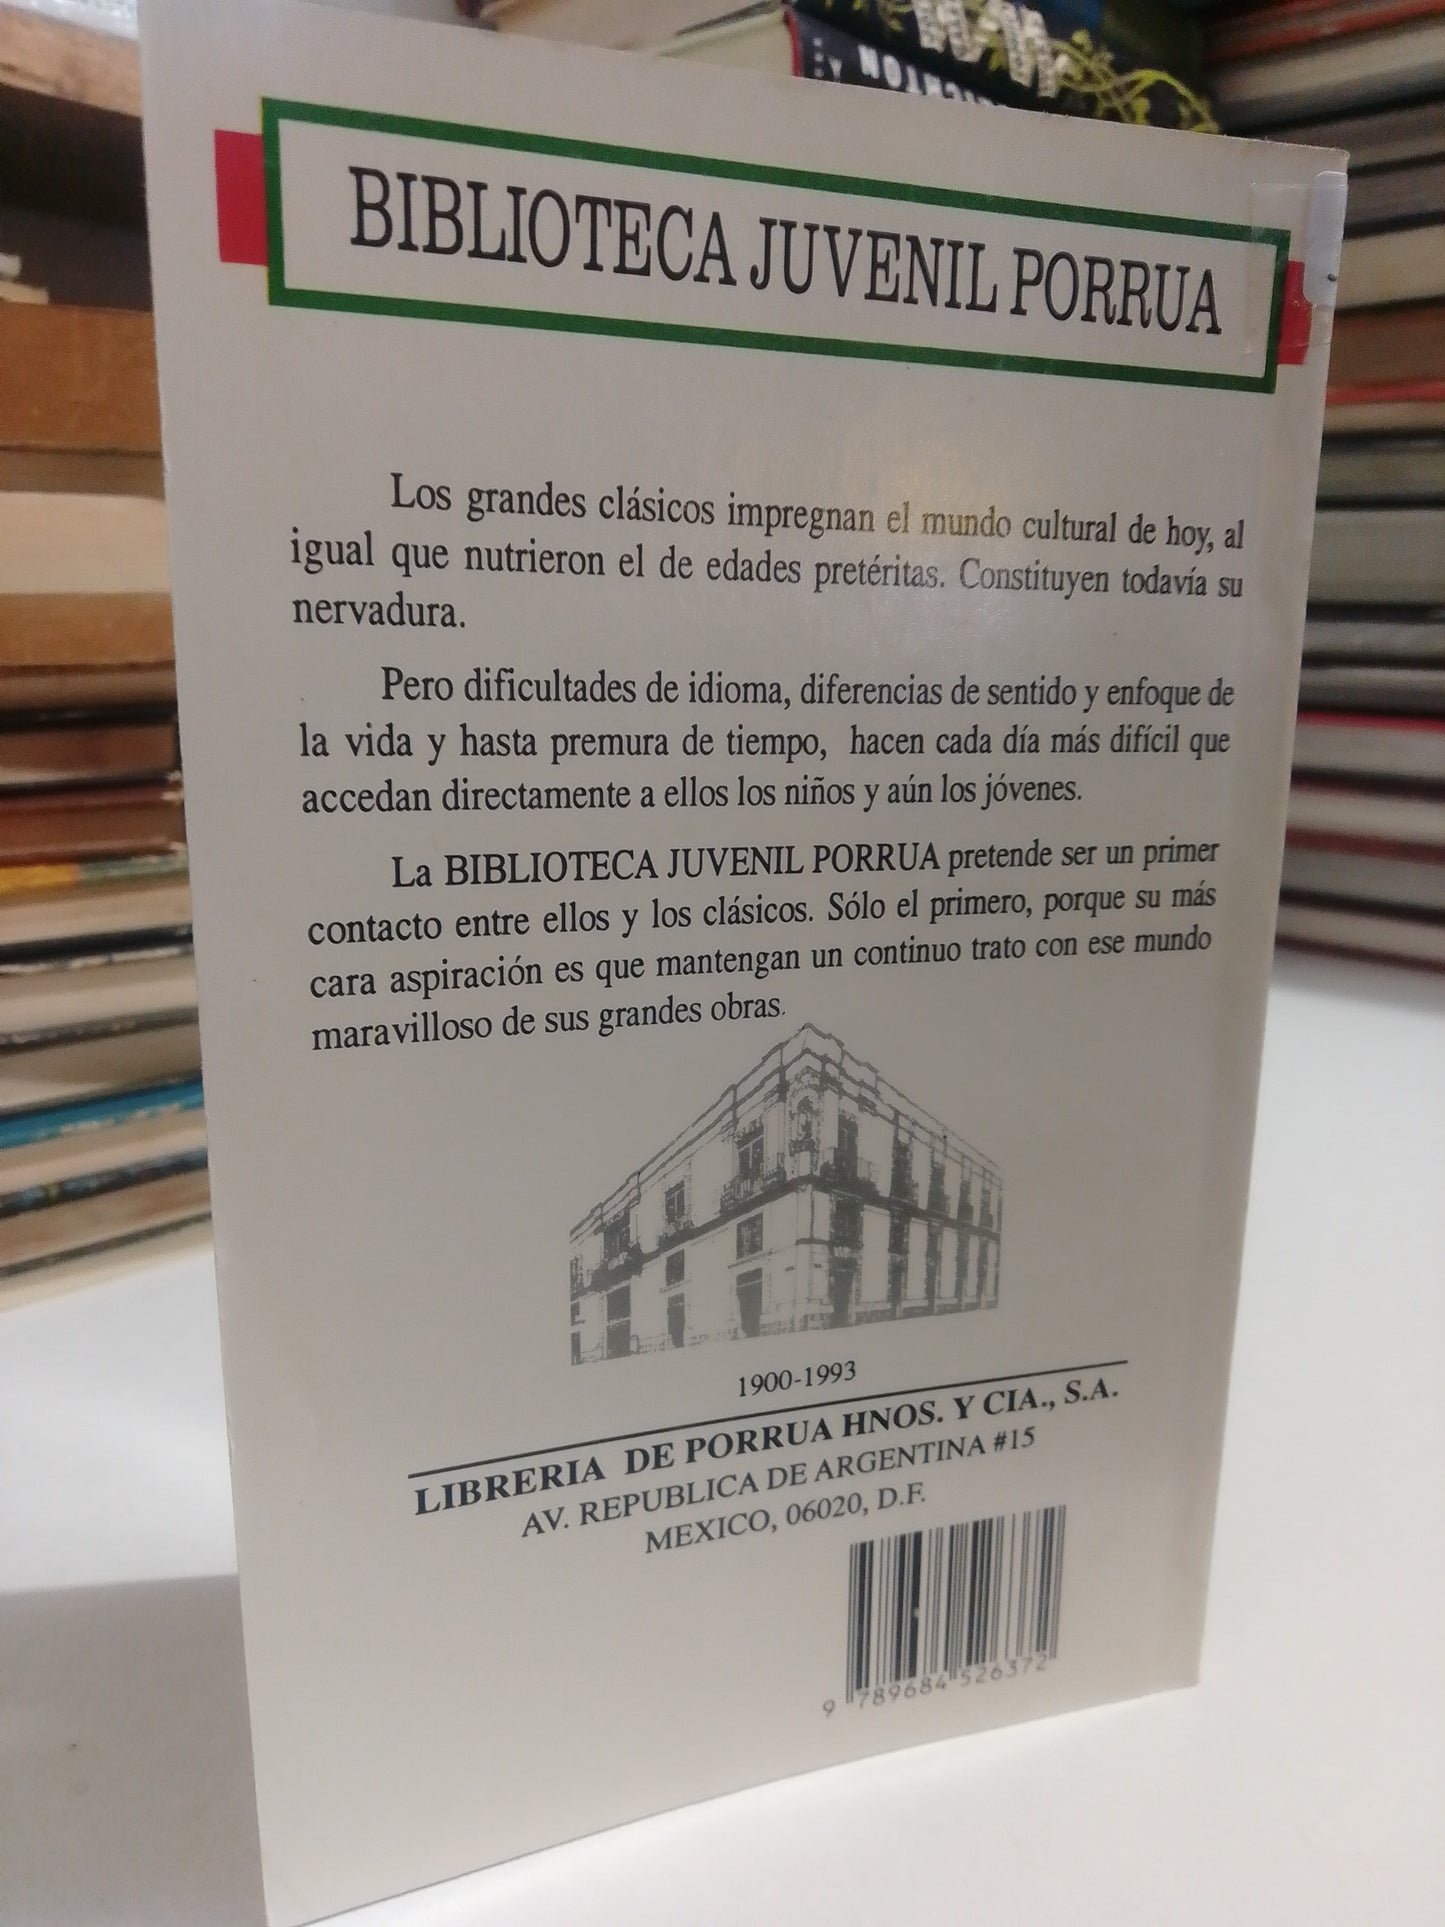 BIBLIOTECA JUVENIL PORRUA
Los grandes clásicos impregnan el mundo cultural de hoy, al
igual que nutrieron el de edades pretéritas. Constituyen todavía su
nervadura.
Pero dificultades de idioma, diferencias de sentido y enfoque de
la vida y hasta premura de tiempo, hacen cada día más difícil que
accedan directamente a ellos los niños y aún los jóvenes.
La BIBLIOTECA JUVENIL PORRUA pretende ser un primer
contacto entre ellos y los clásicos. Sólo el primero, porque su más
cara aspiración es que mantengan un continuo trato con ese mundo
maravilloso de sus grandes obras.
1900-1993
LIBRERIA DE PORRUA HNOS. Y CIA., S.A.
AV. REPUBLICA DE ARGENTINA #15
MEXICO, 06020, D.F.
9 789684 526372